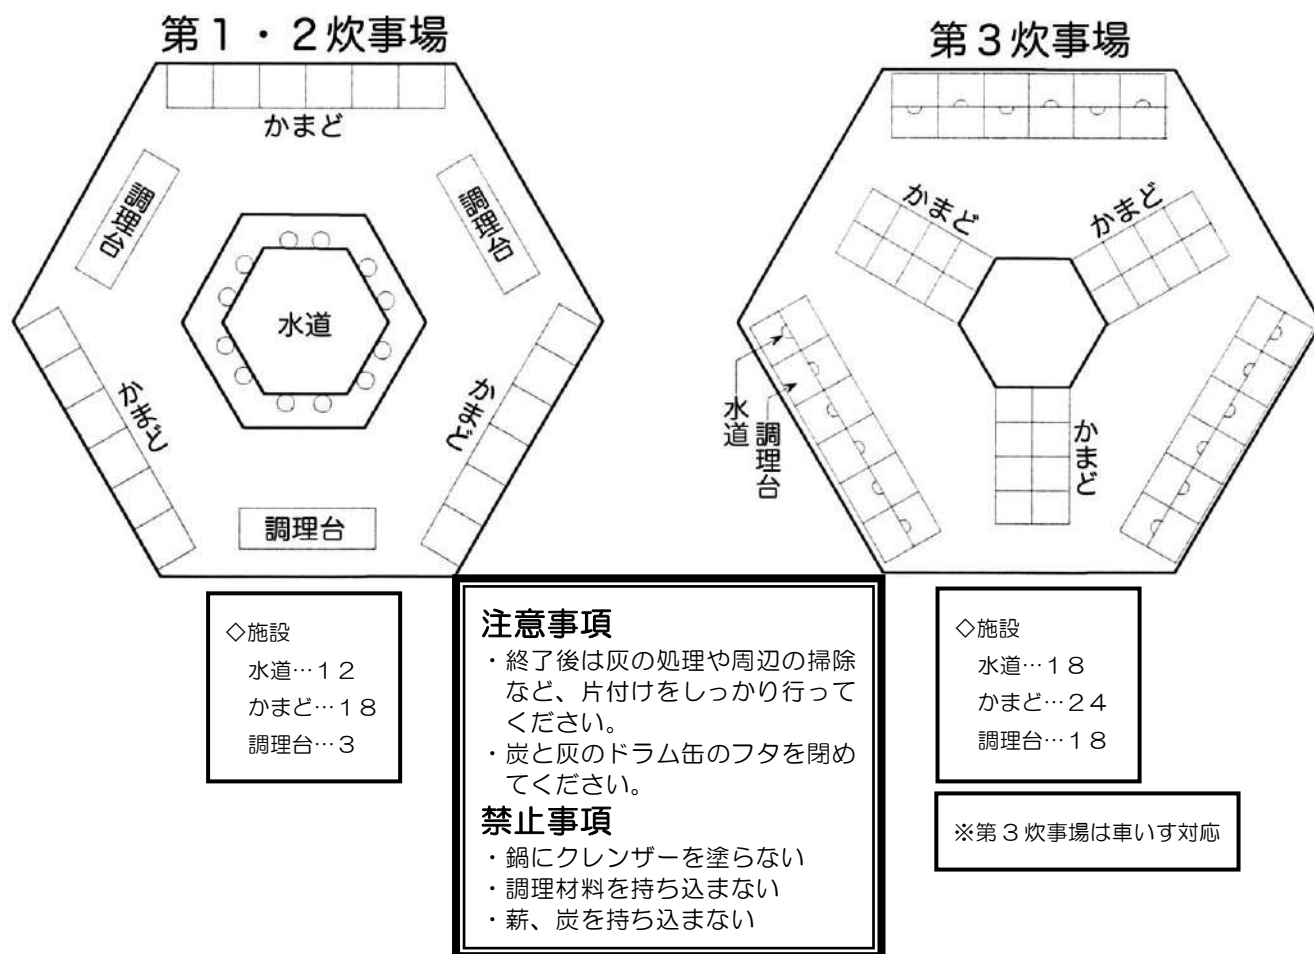 第１・２炊事場
かまど
調理台
調理台
水道
かまど
かまど
調理台
◇施設
水道…１２
かまど…１８
調理台…３
第３炊事場
かまど
かまど
水道
調理台
かまど
◇施設
水道…１８
かまど…２４
調理台…１８
※第３炊事場は車いす対応
注意事項
・終了後は灰の処理や周辺の掃除
など、片付けをしっかり行って
ください。
・炭と灰のドラム缶のフタを閉め
てください。
禁止事項
・鍋にクレンザーを塗らない
・調理材料を持ち込まない
・薪、炭を持ち込まない